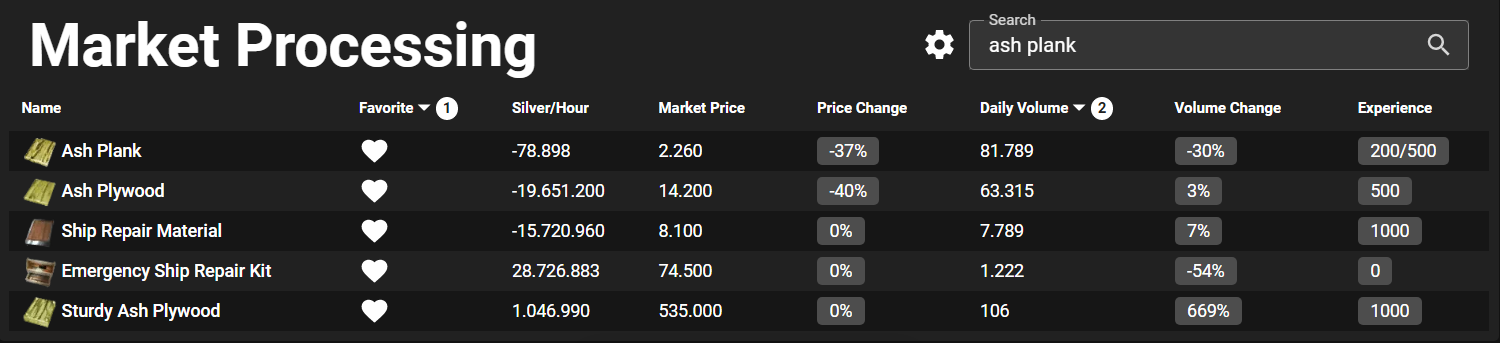 Market Processing
Search
ash plank
Name Favorite 1 Silver/Hour Market Price Price Change Daily Volume 2 Volume Change Experience
Ash Plank -78.898 2.260 -37% 81.789 -30% 200/500
Ash Plywood -19.651.200 14.200 -40% 63.315 3% 500
Ship Repair Material -15.720.960 8.100 0% 7.789 7% 1000
Emergency Ship Repair Kit 28.726.883 74.500 0% 1.222 -54% 0
Sturdy Ash Plywood 1.046.990 535.000 0% 106 669% 1000